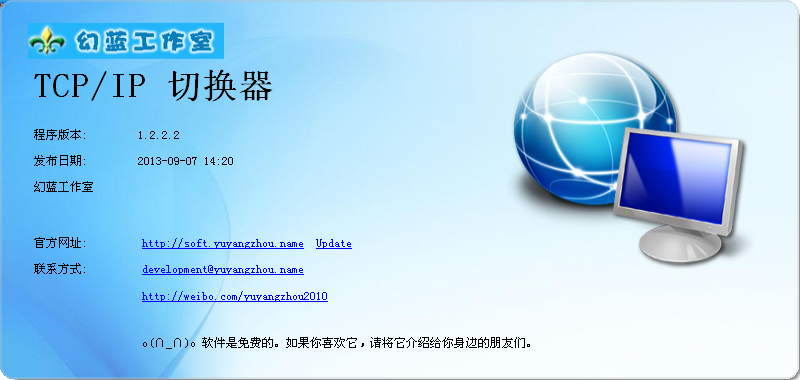 幻蓝工作室
TCP/IP 切换器
程序版本: 1.2.2.2
发布日期: 2013-09-07 14:20
幻蓝工作室
官方网址: http://soft.yuyangzhou.name Update
联系方式: development@yuyangzhou.name
http://weibo.com/yuyangzhou2010
o(∩_∩)o 软件是免费的。如果你喜欢它，请将它介绍给你身边的朋友们。